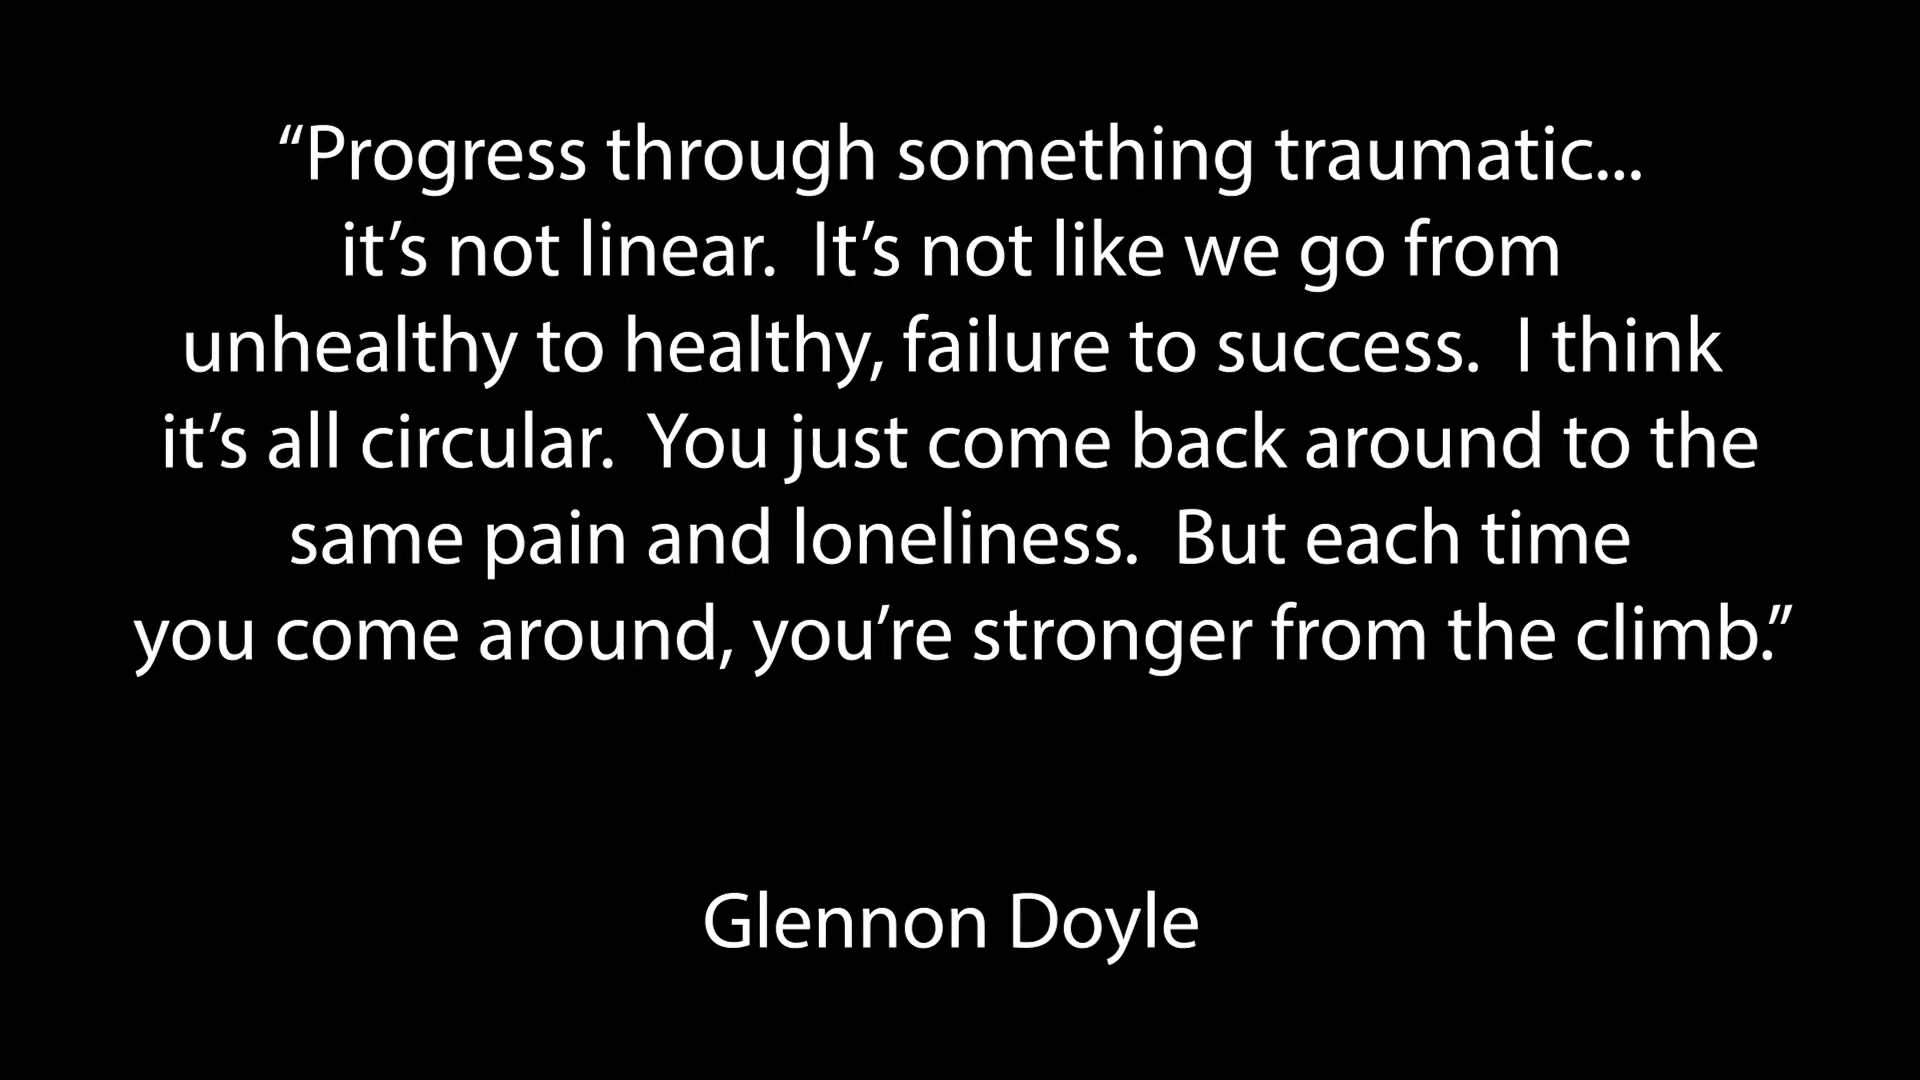 “Progress through something traumatic...
it’s not linear.  It’s not like we go from
unhealthy to healthy, failure to success.  I think
it’s all circular.  You just come back around to the
same pain and loneliness.  But each time
you come around, you’re stronger from the climb.”
Glennon Doyle